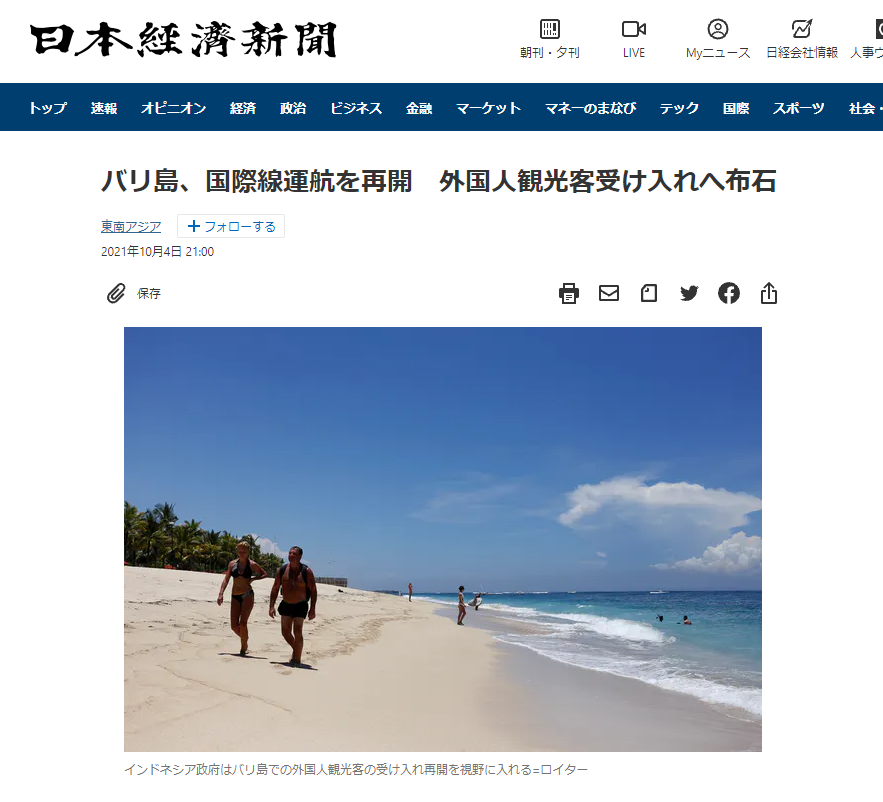 日本経済新聞
朝刊・夕刊
LIVE
Myニュース
日経会社情報
人事ウ
トップ 速報 オピニオン 経済 政治 ビジネス 金融 マーケット マネーのまなび テック 国際 スポーツ 社会・
バリ島、国際線運航を再開　外国人観光客受け入れへ布石
東南アジア
＋フォローする
2021年10月4日 21:00
保存
インドネシア政府はバリ島での外国人観光客の受け入れ再開を視野に入れる=ロイター